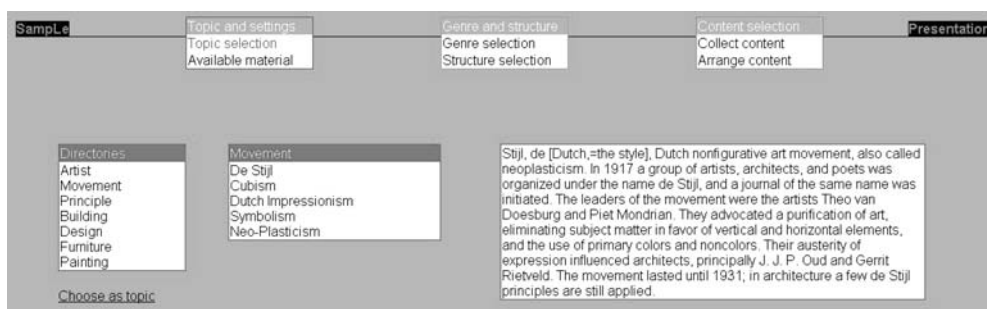 SampLe
Topic and settings
Topic selection
Available material
Genre and structure
Genre selection
Structure selection
Content selection
Collect content
Arrange content
Presentation
Directories
Artist
Movement
Principle
Building
Design
Furniture
Painting
Choose as topic
Movement
De Stijl
Cubism
Dutch Impressionism
Symbolism
Neo-Plasticism
Stijl, de [Dutch,=the style], Dutch nonfigurative art movement, also called
neoplasticism. In 1917 a group of artists, architects, and poets was
organized under the name de Stijl, and a journal of the same name was
initiated. The leaders of the movement were the artists Theo van
Doesburg and Piet Mondrian. They advocated a purification of art,
eliminating subject matter in favor of vertical and horizontal elements,
and the use of primary colors and noncolors. Their austerity of
expression influenced architects, principally J. J. P. Oud and Gerrit
Rietveld. The movement lasted until 1931; in architecture a few de Stijl
principles are still applied.